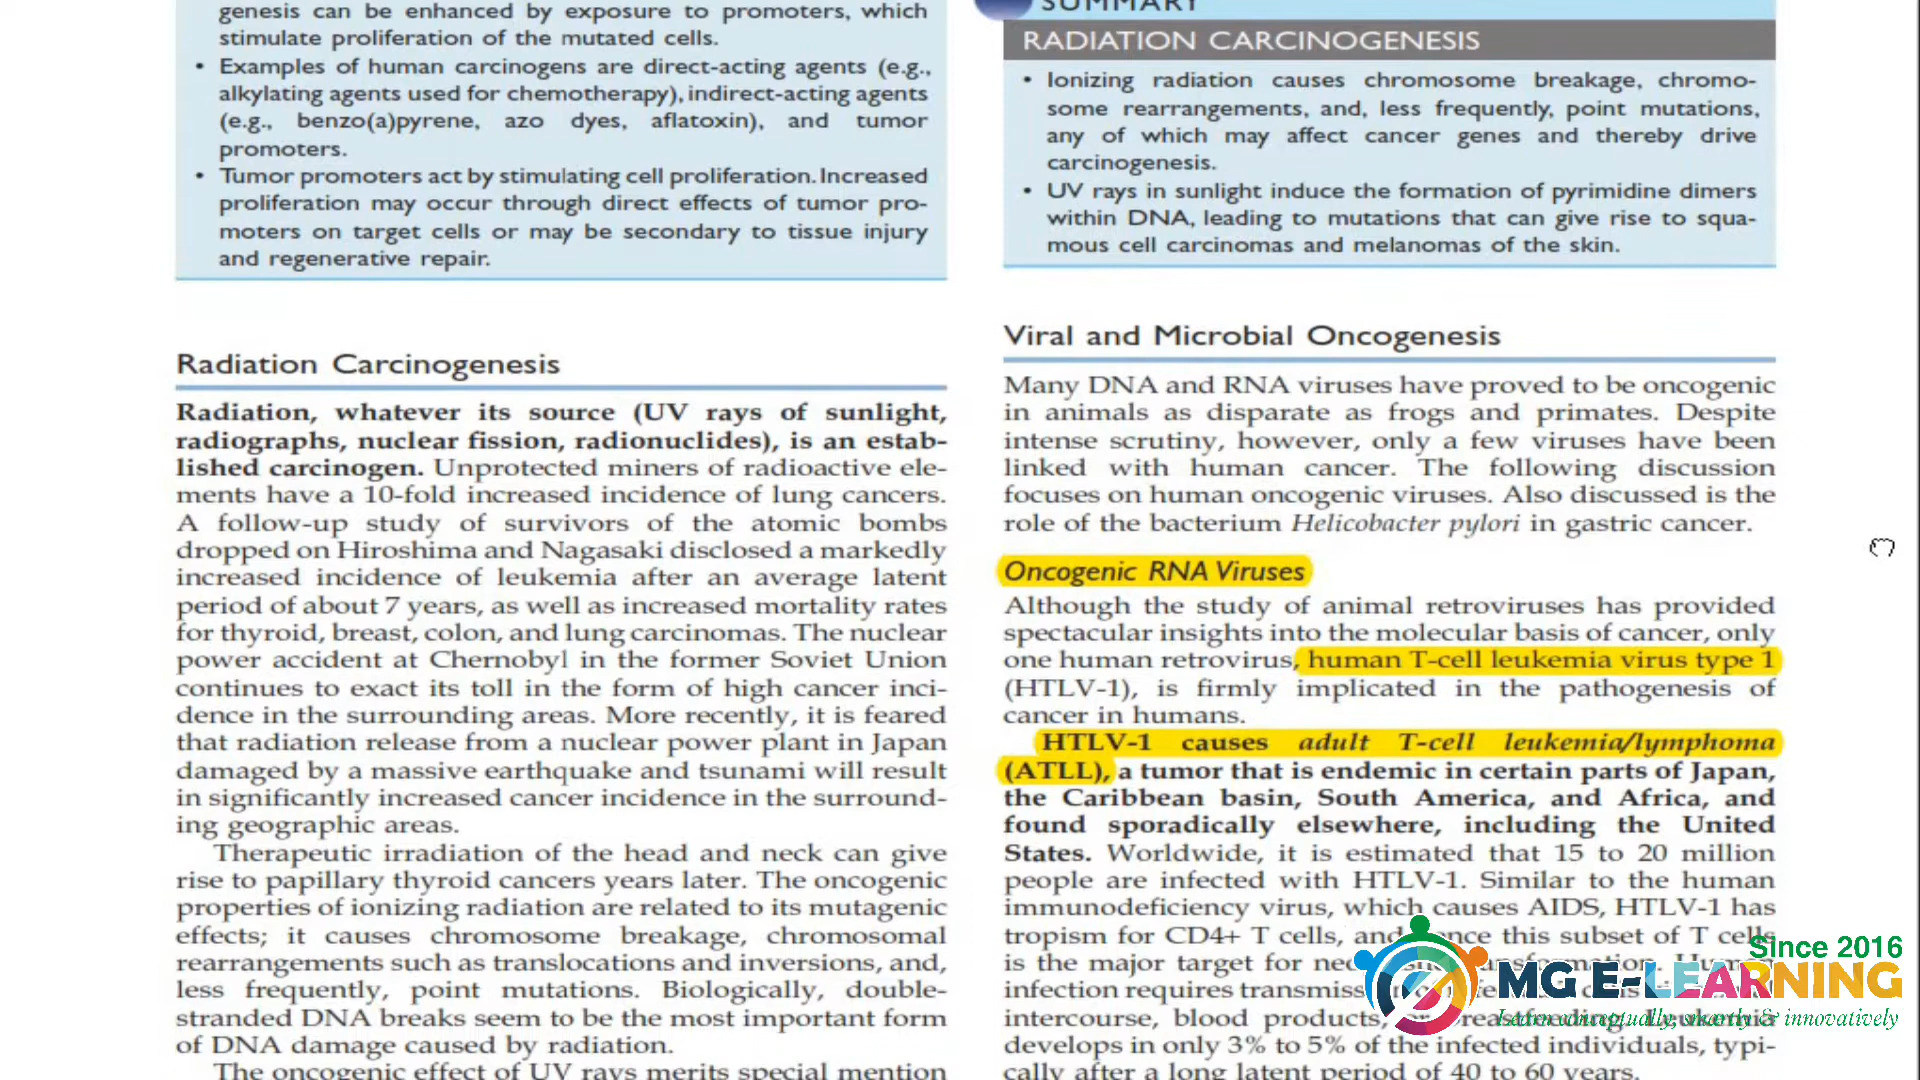 genesis can be enhanced by exposure to promoters, which
stimulate proliferation of the mutated cells.
• Examples of human carcinogens are direct-acting agents (e.g.,
alkylating agents used for chemotherapy), indirect-acting agents
(e.g., benzo(a)pyrene, azo dyes, aflatoxin), and tumor
promoters.
• Tumor promoters act by stimulating cell proliferation. Increased
proliferation may occur through direct effects of tumor pro-
moters on target cells or may be secondary to tissue injury
and regenerative repair.
Radiation Carcinogenesis
Radiation, whatever its source (UV rays of sunlight,
radiographs, nuclear fission, radionuclides), is an estab-
lished carcinogen. Unprotected miners of radioactive ele-
ments have a 10-fold increased incidence of lung cancers.
A follow-up study of survivors of the atomic bombs
dropped on Hiroshima and Nagasaki disclosed a markedly
increased incidence of leukemia after an average latent
period of about 7 years, as well as increased mortality rates
for thyroid, breast, colon, and lung carcinomas. The nuclear
power accident at Chernobyl in the former Soviet Union
continues to exact its toll in the form of high cancer inci-
dence in the surrounding areas. More recently, it is feared
that radiation release from a nuclear power plant in Japan
damaged by a massive earthquake and tsunami will result
in significantly increased cancer incidence in the surround-
ing geographic areas.
Therapeutic irradiation of the head and neck can give
rise to papillary thyroid cancers years later. The oncogenic
properties of ionizing radiation are related to its mutagenic
effects; it causes chromosome breakage, chromosomal
rearrangements such as translocations and inversions, and,
less frequently, point mutations. Biologically, double-
stranded DNA breaks seem to be the most important form
of DNA damage caused by radiation.
The oncogenic effect of UV rays merits special mention
SUMMARY
RADIATION CARCINOGENESIS
• Ionizing radiation causes chromosome breakage, chromo-
some rearrangements, and, less frequently, point mutations,
any of which may affect cancer genes and thereby drive
carcinogenesis.
• UV rays in sunlight induce the formation of pyrimidine dimers
within DNA, leading to mutations that can give rise to squa-
mous cell carcinomas and melanomas of the skin.
Viral and Microbial Oncogenesis
Many DNA and RNA viruses have proved to be oncogenic
in animals as disparate as frogs and primates. Despite
intense scrutiny, however, only a few viruses have been
linked with human cancer. The following discussion
focuses on human oncogenic viruses. Also discussed is the
role of the bacterium Helicobacter pylori in gastric cancer.
Oncogenic RNA Viruses
Although the study of animal retroviruses has provided
spectacular insights into the molecular basis of cancer, only
one human retrovirus, human T-cell leukemia virus type 1
(HTLV-1), is firmly implicated in the pathogenesis of
cancer in humans.
HTLV-1 causes adult T-cell leukemia/lymphoma
(ATLL), a tumor that is endemic in certain parts of Japan,
the Caribbean basin, South America, and Africa, and
found sporadically elsewhere, including the United
States. Worldwide, it is estimated that 15 to 20 million
people are infected with HTLV-1. Similar to the human
immunodeficiency virus, which causes AIDS, HTLV-1 has
tropism for CD4+ T cells, and this subset of T cells
is the major target for
infection requires
intercourse, blood products,
develops in only 3% to 5% of the infected individuals, typi-
cally after a long latent period of 40 to 60 years.
Since 2016
MG E-LEARNING
Learn conceptually, smartly & innovatively